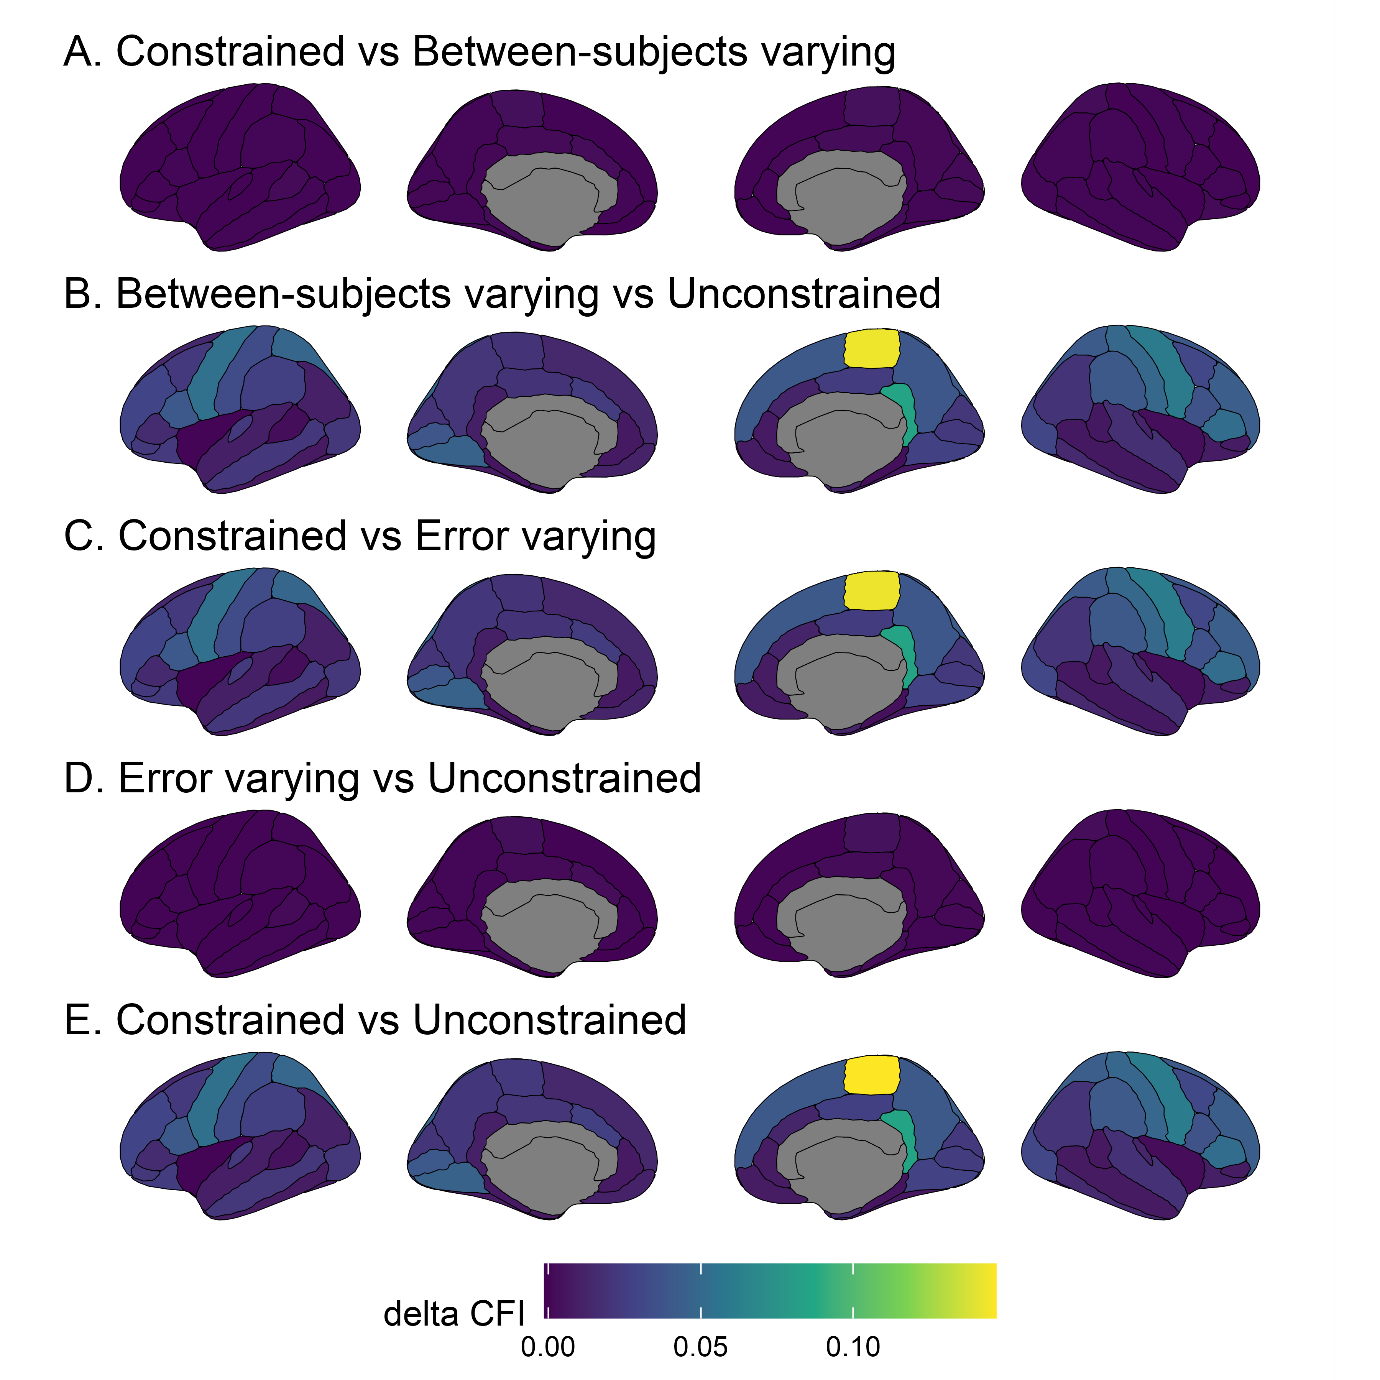 A. Constrained vs Between-subjects varying
B. Between-subjects varying vs Unconstrained
C. Constrained vs Error varying
D. Error varying vs Unconstrained
E. Constrained vs Unconstrained
delta CFI
0.00 0.05 0.10